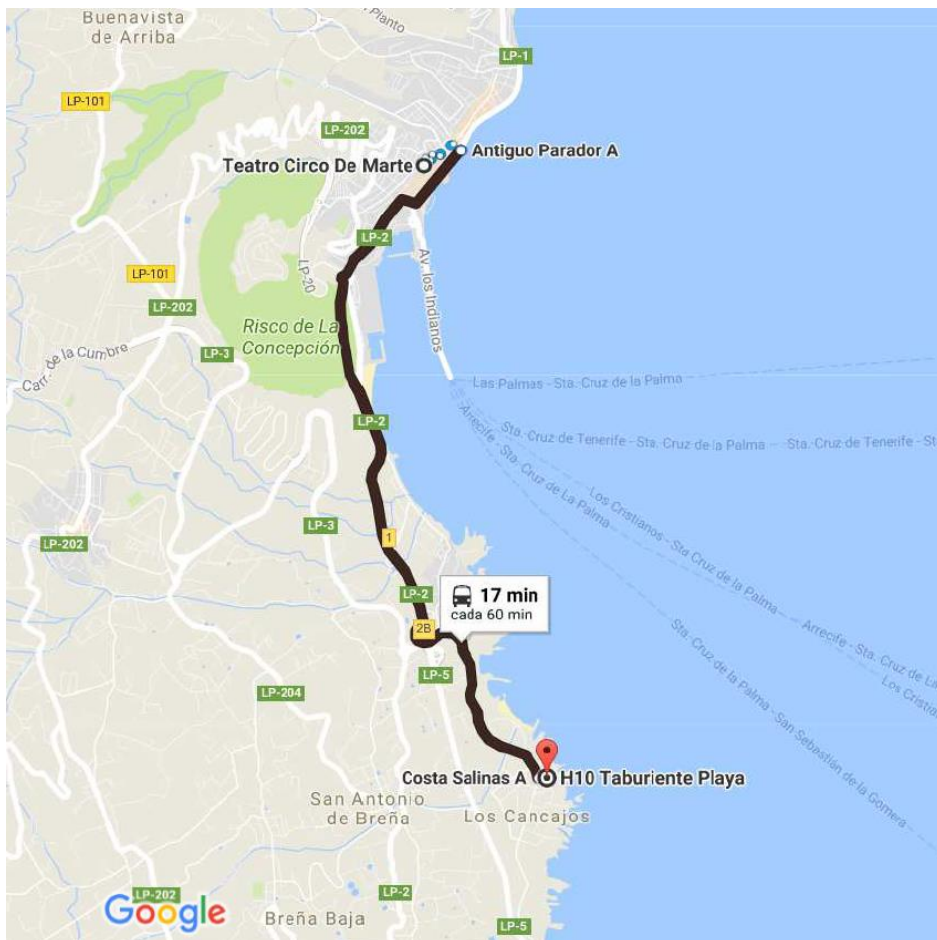 Buenavista
de Arriba
Planto
LP-1
LP-101
LP-202
Teatro Circo De Marte
Antiguo Parador A
LP-2
LP-20
Av. los Indianos
LP-101
LP-202
Risco de La
Concepción
LP-3
Carr. de la Cumbre
Las Palmas - Sta. Cruz de la Palma
LP-2
Sta. Cruz de Tenerife - Sta. Cruz de la Palma
Sta. Cruz de Tenerife - St
Arrecife - Sta. Cruz de La Palma
Los Cristianos - Sta. Cruz de la Palma
LP-3
1
LP-202
LP-2
17 min
cada 60 min
2B
Arrecife - Sta. Cruz de La
Los Cristia
Sta. Cruz de la Palma - San Sebastián de la Gomera
LP-5
LP-204
Costa Salinas A
H10 Taburiente Playa
San Antonio
de Breña
Los Cancajos
LP-202
LP-2
Google
Breña Baja
LP-5